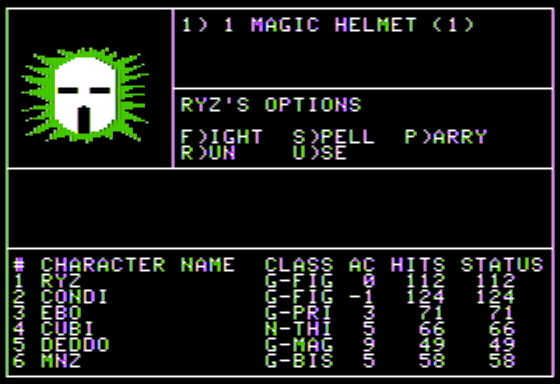 1) 1 MAGIC HELMET (1)
RYZ'S OPTIONS
F)IGHT S)PELL P)ARRY
R)UN U)SE
# CHARACTER NAME CLASS AC HITS STATUS
1 RYZ G-FIG 0 112 112
2 CONDI G-FIG -1 124 124
3 EBO G-PRI 3 71 71
4 CUBI N-THI 5 66 66
5 DEDDO G-MAG 9 49 49
6 MNZ G-BIS 5 58 58